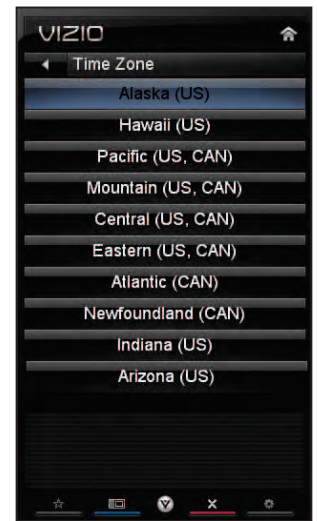 VIZIO
Time Zone
Alaska (US)
Hawaii (US)
Pacific (US, CAN)
Mountain (US, CAN)
Central (US, CAN)
Eastern (US, CAN)
Atlantic (CAN)
Newfoundland (CAN)
Indiana (US)
Arizona (US)
V